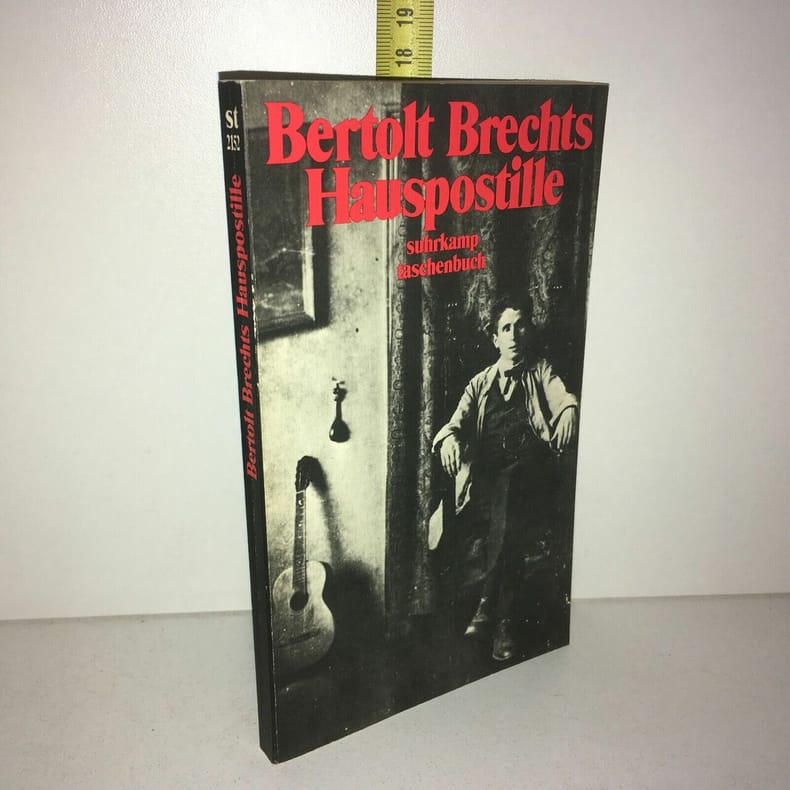 18 19
st
2152
Bertolt Brechts Hauspostille
Bertolt Brechts
Hauspostille
suhrkamp
taschenbuch